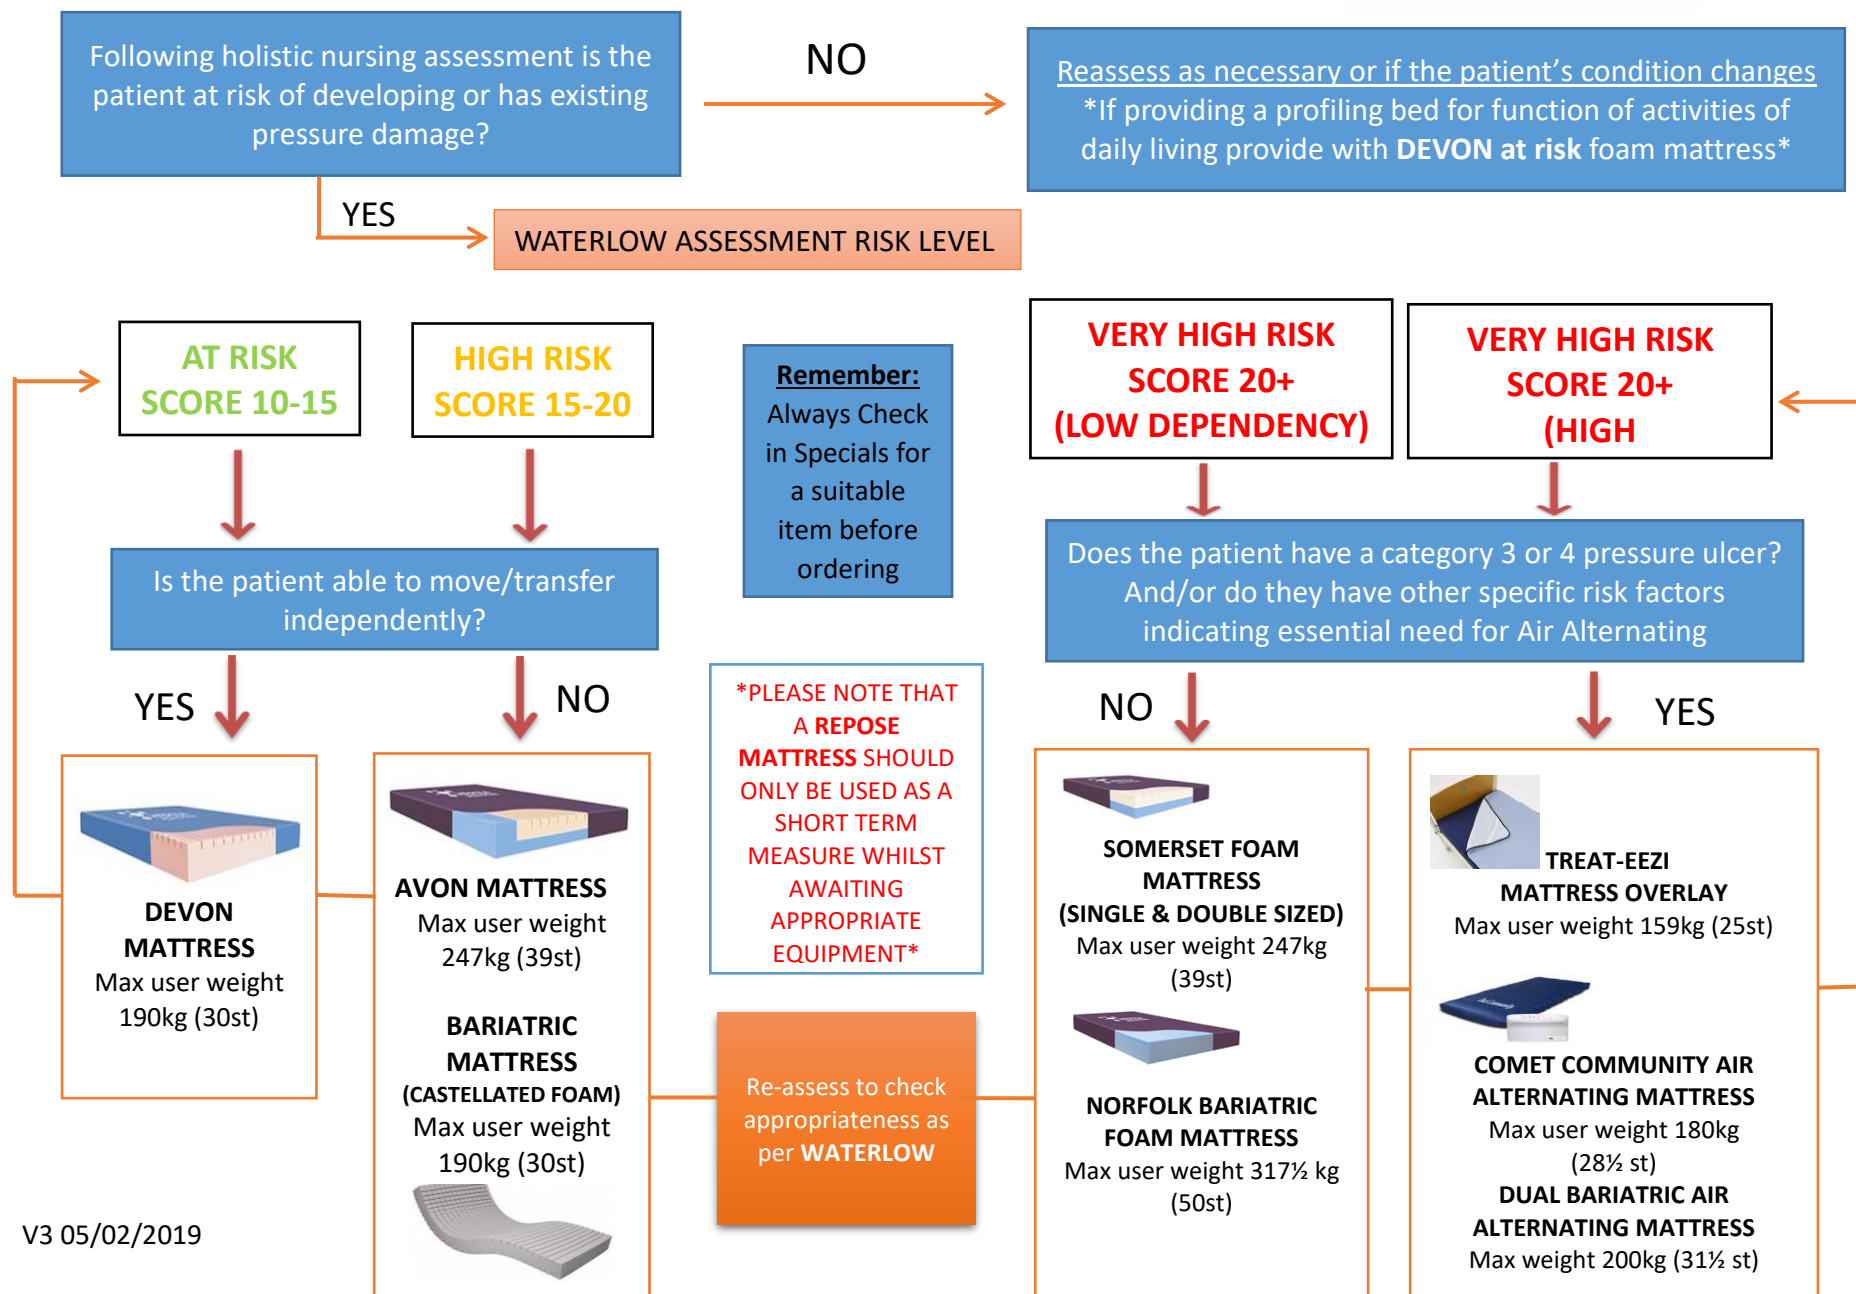 Following holistic nursing assessment is the
patient at risk of developing or has existing
pressure damage?
NO
Reassess as necessary or if the patient's condition changes
*If providing a profiling bed for function of activities of
daily living provide with DEVON at risk foam mattress*
YES
WATERLOW ASSESSMENT RISK LEVEL
AT RISK
SCORE 10-15
HIGH RISK
SCORE 15-20
Remember:
Always Check
in Specials for
a suitable
item before
ordering
VERY HIGH RISK
SCORE 20+
(LOW DEPENDENCY)
VERY HIGH RISK
SCORE 20+
(HIGH
Is the patient able to move/transfer
independently?
Does the patient have a category 3 or 4 pressure ulcer?
And/or do they have other specific risk factors
indicating essential need for Air Alternating
YES
NO
*PLEASE NOTE THAT
A REPOSE
MATTRESS SHOULD
ONLY BE USED AS A
SHORT TERM
MEASURE WHILST
AWAITING
APPROPRIATE
EQUIPMENT*
NO
YES
DEVON
MATTRESS
Max user weight
190kg (30st)
AVON MATTRESS
Max user weight
247kg (39st)
BARIATRIC
MATTRESS
(CASTELLATED FOAM)
Max user weight
190kg (30st)
Re-assess to check
appropriateness as
per WATERLOW
SOMERSET FOAM
MATTRESS
(SINGLE & DOUBLE SIZED)
Max user weight 247kg
(39st)
NORFOLK BARIATRIC
FOAM MATTRESS
Max user weight 317½ kg
(50st)
TREAT-EEZI
MATTRESS OVERLAY
Max user weight 159kg (25st)
COMET COMMUNITY AIR
ALTERNATING MATTRESS
Max user weight 180kg
(28½ st)
DUAL BARIATRIC AIR
ALTERNATING MATTRESS
Max weight 200kg (31½ st)
V3 05/02/2019